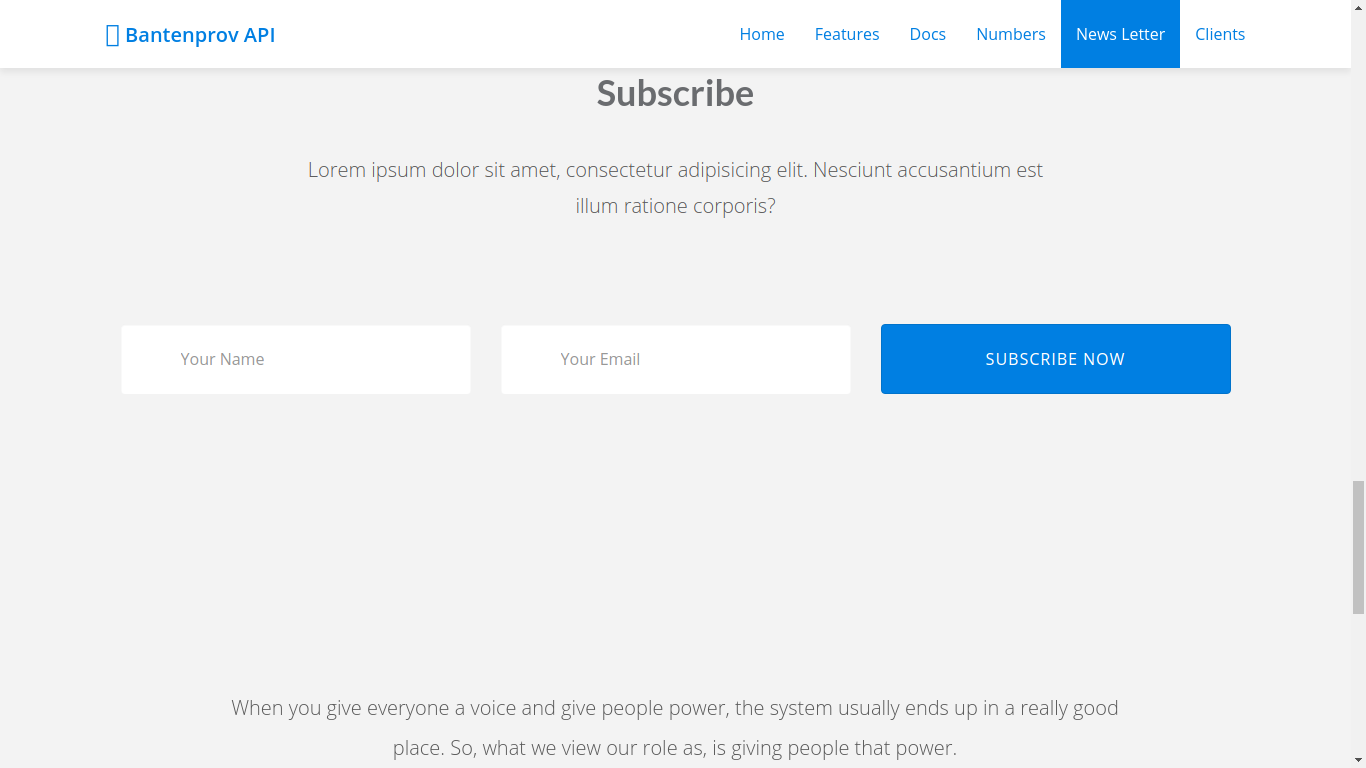 Bantenprov API
Home
Features
Docs
Numbers
News Letter
Clients
Subscribe
Lorem ipsum dolor sit amet, consectetur adipisicing elit. Nesciunt accusantium est
illum ratione corporis?
Your Name
Your Email
SUBSCRIBE NOW
When you give everyone a voice and give people power, the system usually ends up in a really good
place. So, what we view our role as, is giving people that power.